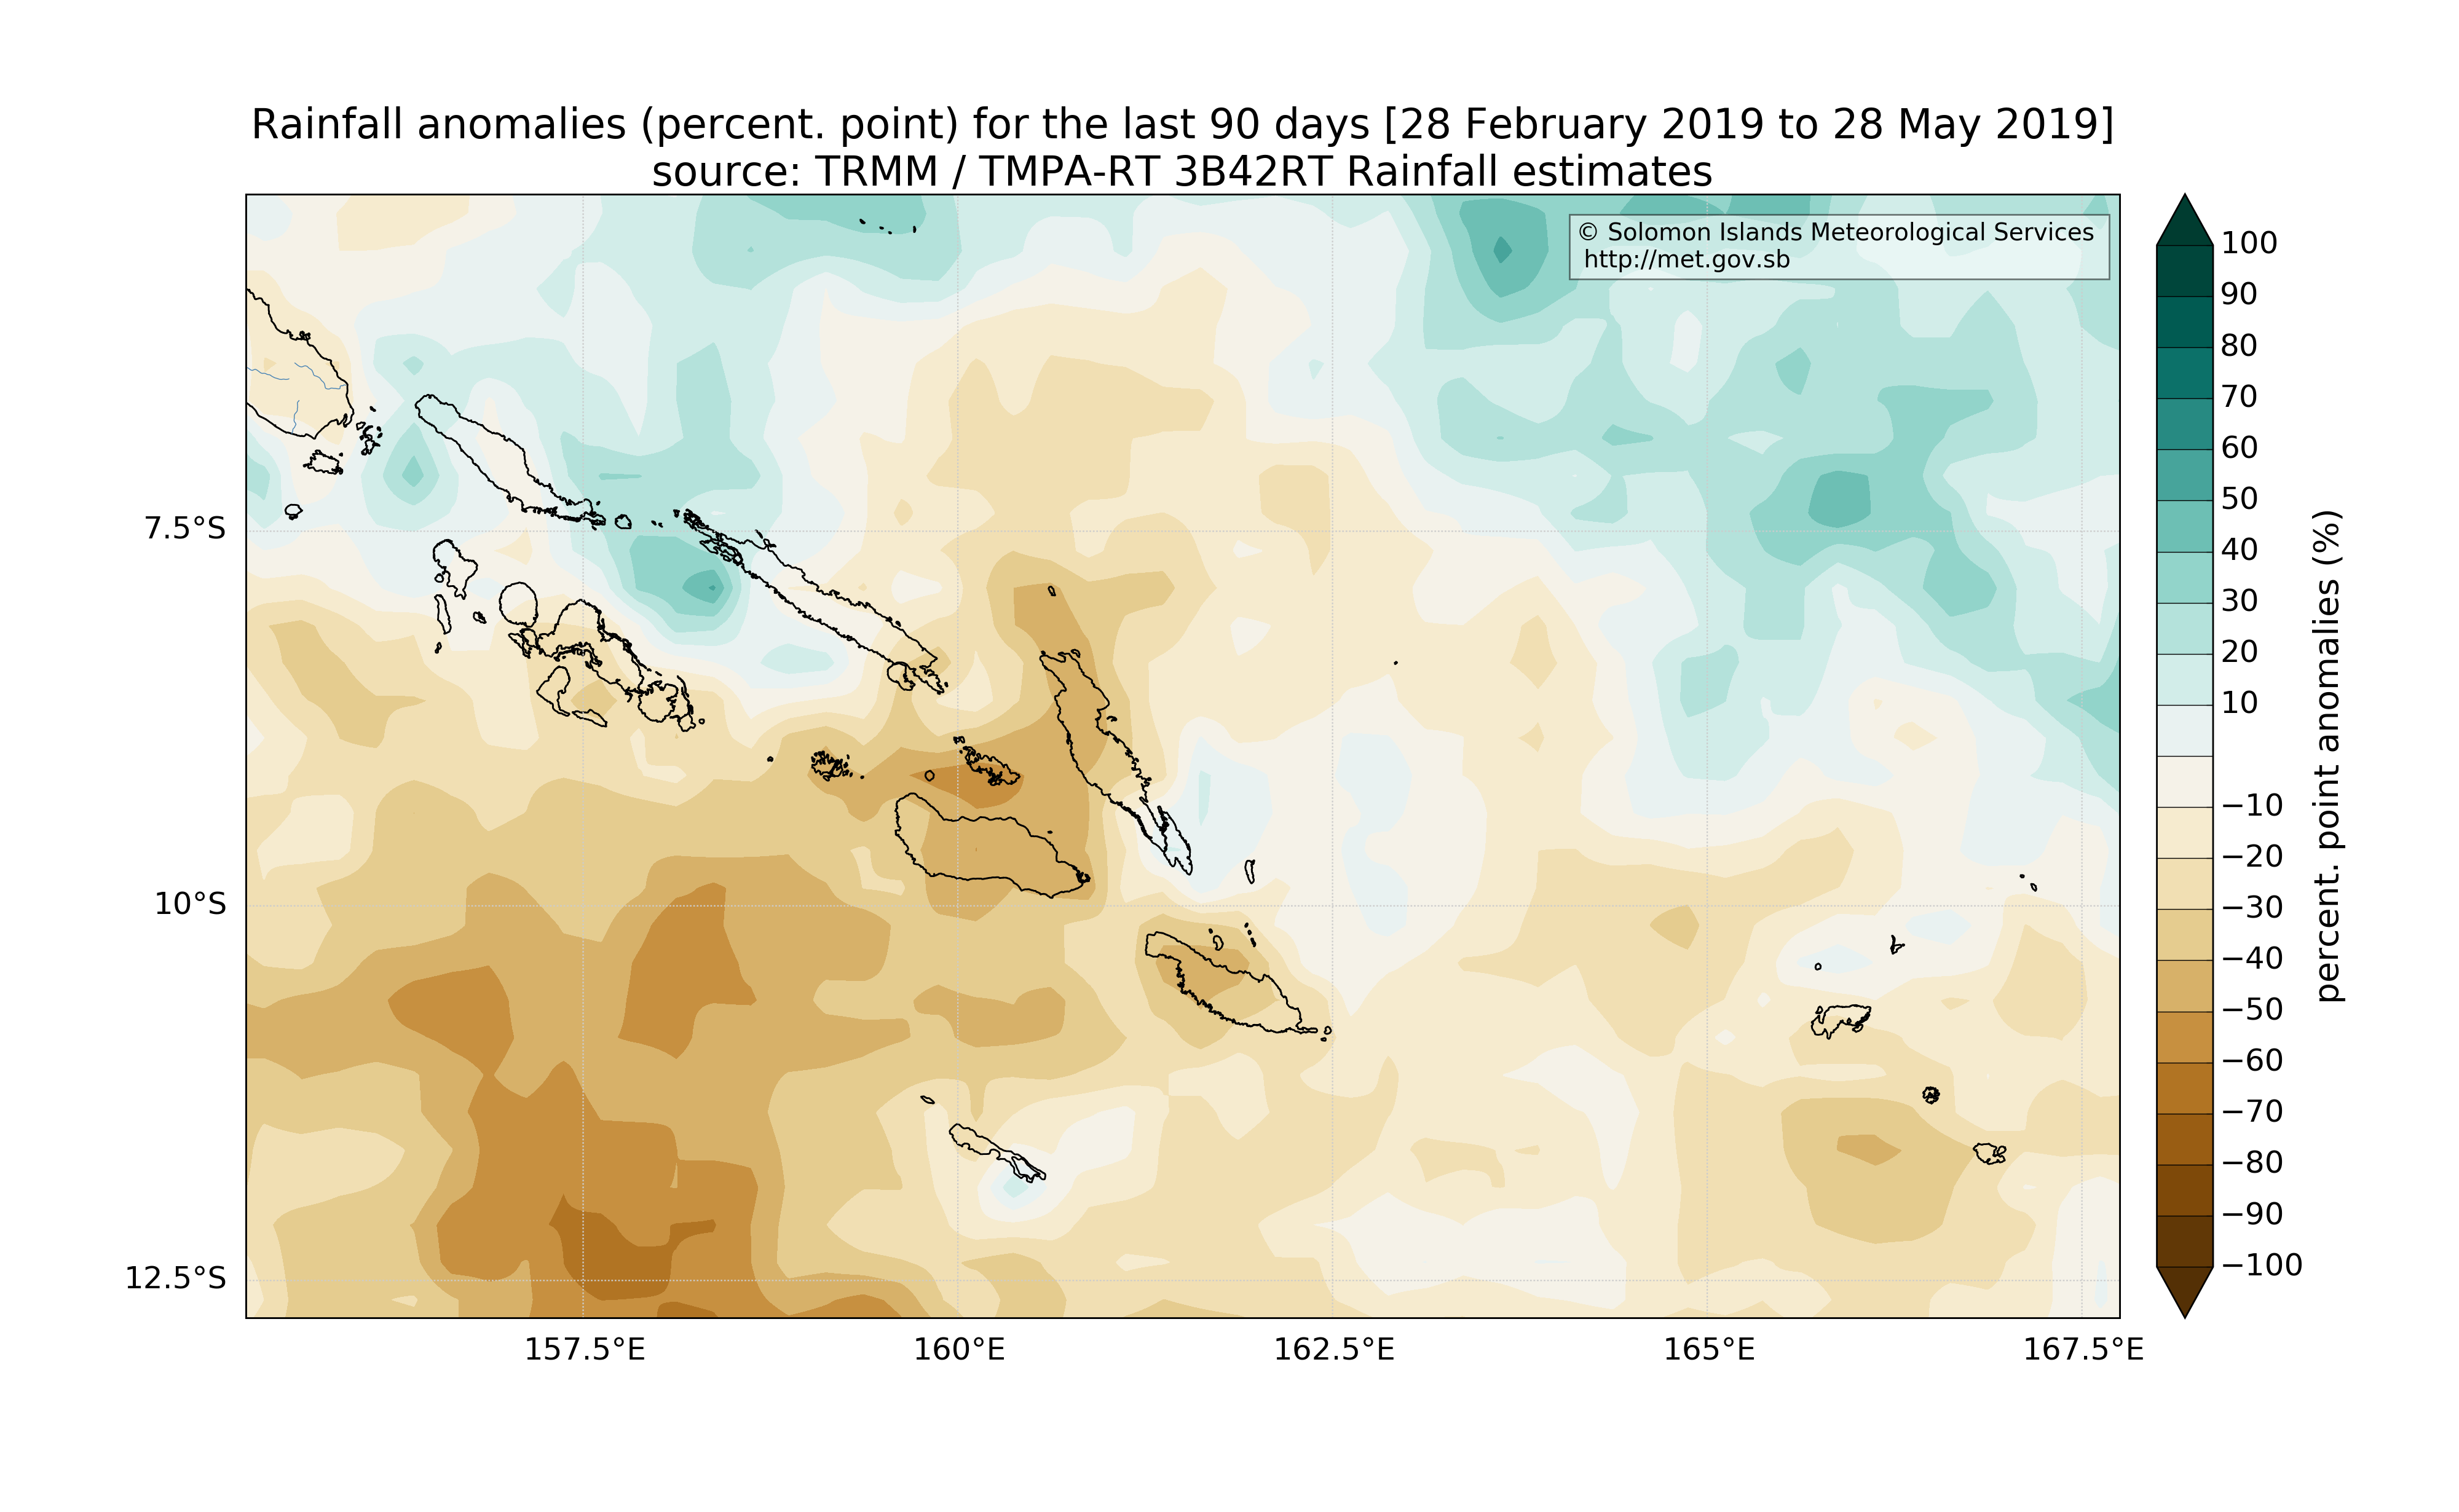 Rainfall anomalies (percent. point) for the last 90 days [28 February 2019 to 28 May 2019]
source: TRMM / TMPA-RT 3B42RT Rainfall estimates
© Solomon Islands Meteorological Services
http://met.gov.sb
7.5°S
10°S
12.5°S
157.5°E
160°E
162.5°E
165°E
167.5°E
100
90
80
70
60
50
40
30
20
10
−10
−20
−30
−40
−50
−60
−70
−80
−90
−100
percent. point anomalies (%)